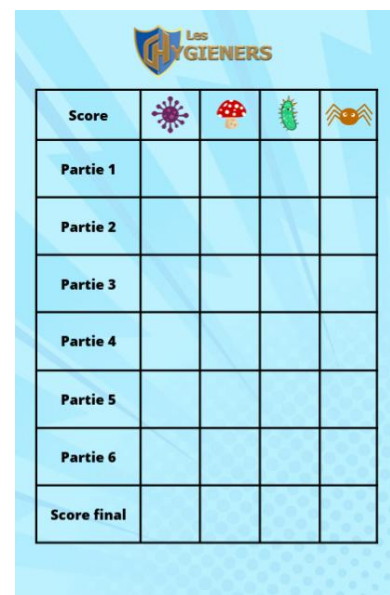 Les
HYGIENERS
Score
Partie 1
Partie 2
Partie 3
Partie 4
Partie 5
Partie 6
Score final